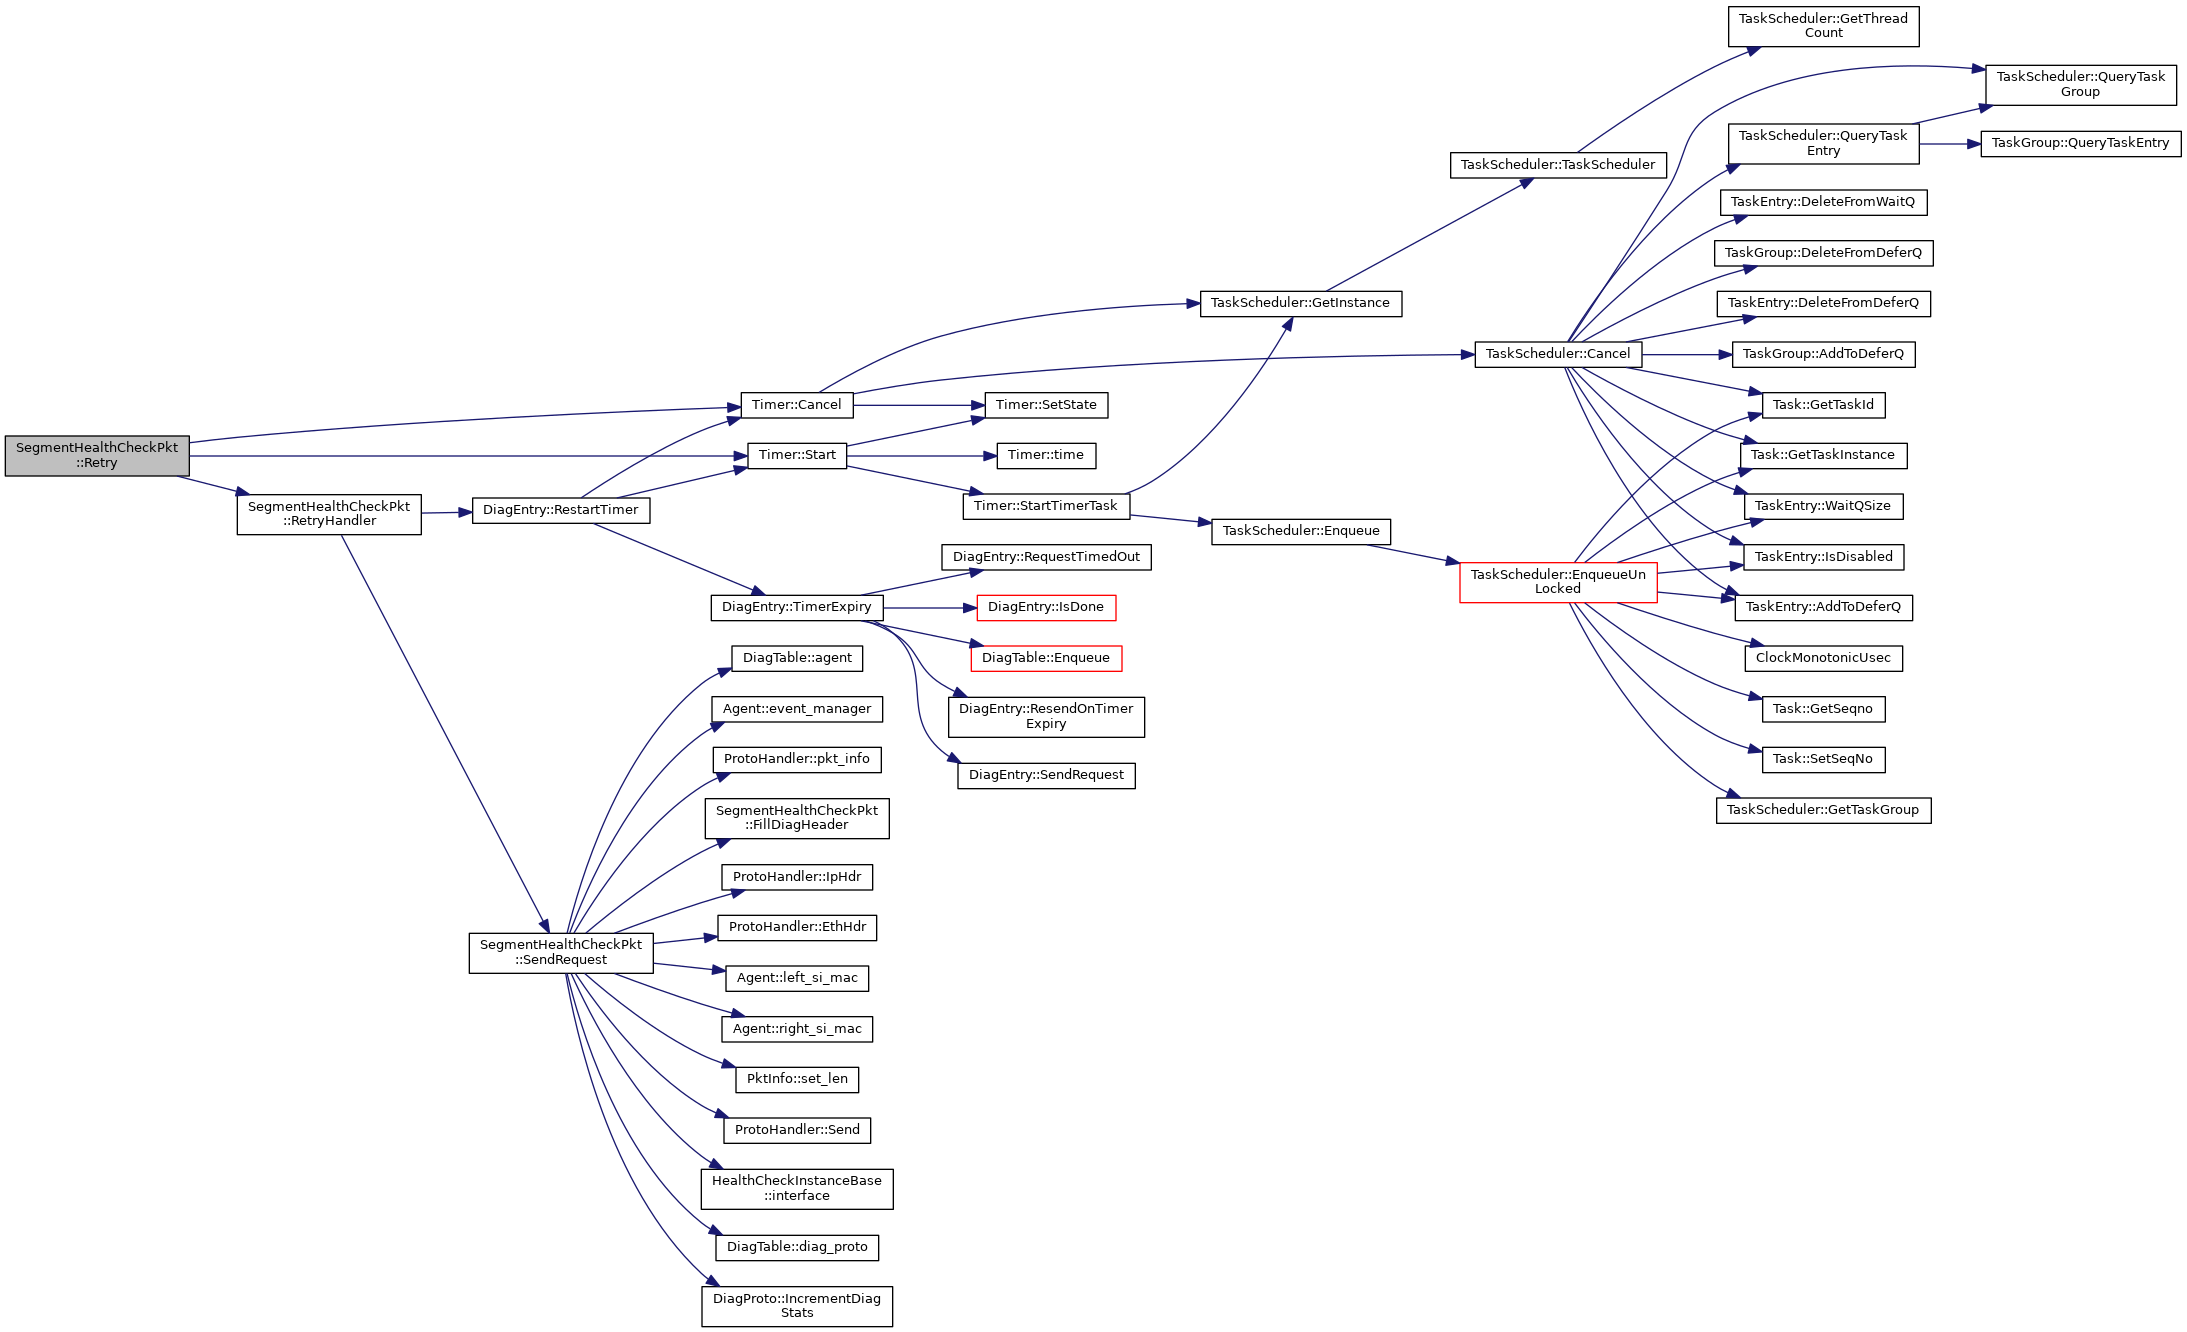 SegmentHealthCheckPkt
::Retry
SegmentHealthCheckPkt
::RetryHandler
DiagEntry::RestartTimer
SegmentHealthCheckPkt
::SendRequest
Timer::Cancel
Timer::Start
DiagEntry::TimerExpiry
DiagTable::agent
Agent::event_manager
ProtoHandler::pkt_info
SegmentHealthCheckPkt
::FillDiagHeader
ProtoHandler::IpHdr
ProtoHandler::EthHdr
Agent::left_si_mac
Agent::right_si_mac
PktInfo::set_len
ProtoHandler::Send
HealthCheckInstanceBase
::interface
DiagTable::diag_proto
DiagProto::IncrementDiag
Stats
Timer::SetState
Timer::time
Timer::StartTimerTask
DiagEntry::RequestTimedOut
DiagEntry::IsDone
DiagTable::Enqueue
DiagEntry::ResendOnTimer
Expiry
DiagEntry::SendRequest
TaskScheduler::GetInstance
TaskScheduler::Enqueue
TaskScheduler::TaskScheduler
TaskScheduler::Cancel
TaskScheduler::EnqueueUn
Locked
TaskScheduler::GetThread
Count
TaskScheduler::QueryTask
Entry
TaskEntry::DeleteFromWaitQ
TaskGroup::DeleteFromDeferQ
TaskEntry::DeleteFromDeferQ
TaskGroup::AddToDeferQ
Task::GetTaskId
Task::GetTaskInstance
TaskEntry::WaitQSize
TaskEntry::IsDisabled
TaskEntry::AddToDeferQ
ClockMonotonicUsec
Task::GetSeqno
Task::SetSeqNo
TaskScheduler::GetTaskGroup
TaskScheduler::QueryTask
Group
TaskGroup::QueryTaskEntry